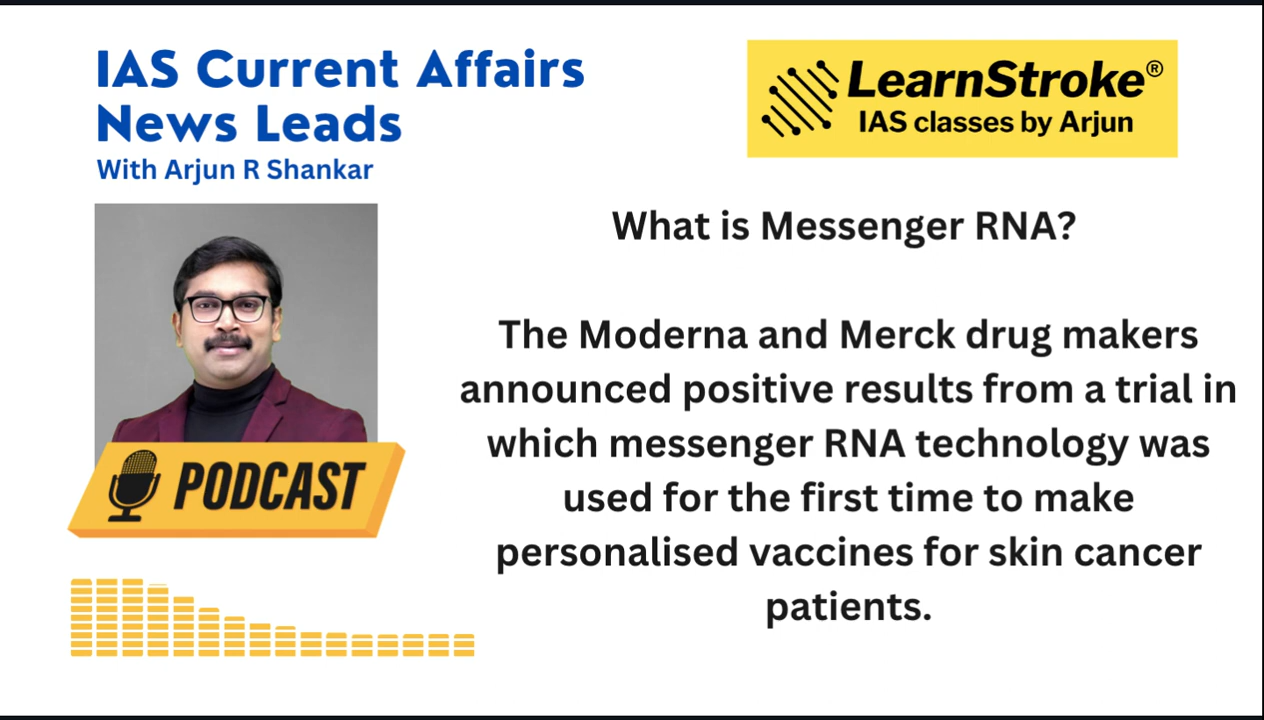 IAS Current Affairs
News Leads
With Arjun R Shankar
LearnStroke®
IAS classes by Arjun
PODCAST
What is Messenger RNA?
The Moderna and Merck drug makers
announced positive results from a trial in
which messenger RNA technology was
used for the first time to make
personalised vaccines for skin cancer
patients.